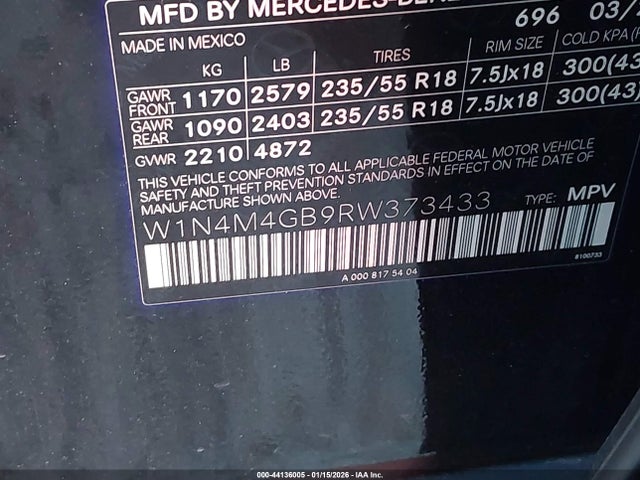 MFD BY MERCEDES-BEN
696 03/
MADE IN MEXICO
KG LB TIRES RIM SIZE COLD KPA
GAWR FRONT 1170 2579 235/55 R18 7.5Jx18 300(43
GAWR REAR 1090 2403 235/55 R18 7.5Jx18 300(43)
GVWR 2210 4872
THIS VEHICLE CONFORMS TO ALL APPLICABLE FEDERAL MOTOR VEHICLE
SAFETY AND THEFT PREVENTION STANDARDS IN EFFECT ON THE DATE OF
MANUFACTURE SHOWN ABOVE.
W1N4M4GB9RW373433 TYPE: MPV
A 000 817 54 04
8100733
000-44136005 - 01/15/2026 - IAA Inc.